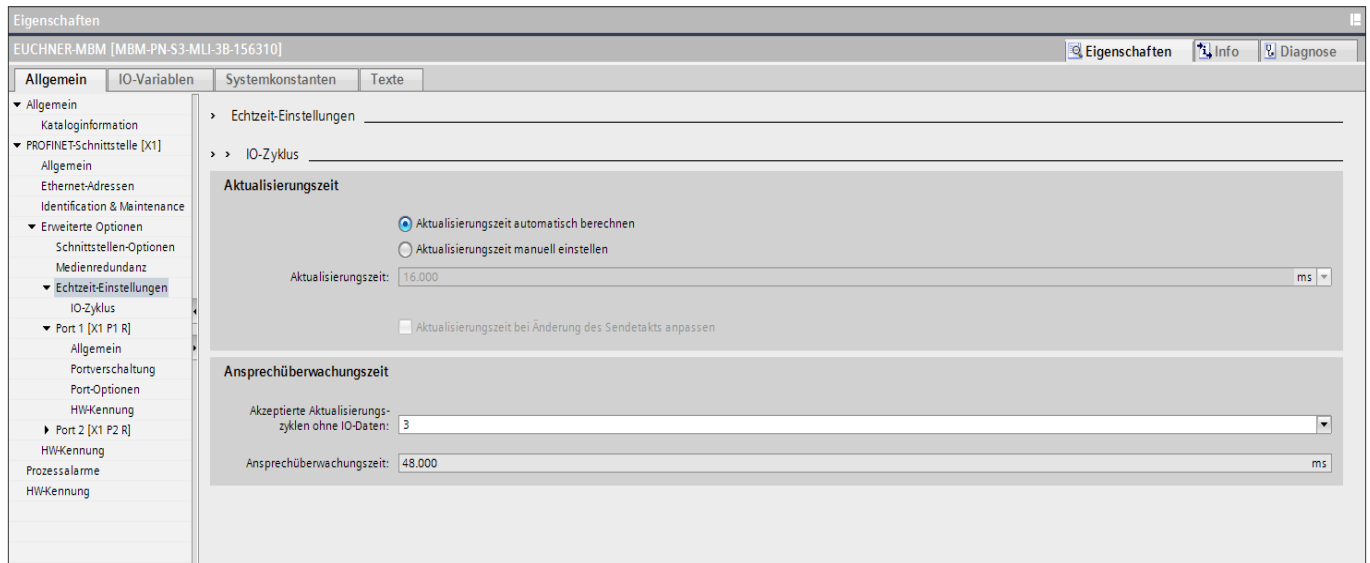 Eigenschaften
EUCHNER-MBM [MBM-PN-S3-MLI-3B-156310]
Eigenschaften
Info
Diagnose
Allgemein
IO-Variablen
Systemkonstanten
Texte
Allgemein
Kataloginformation
PROFINET-Schnittstelle [X1]
Allgemein
Ethernet-Adressen
Identification & Maintenance
Erweiterte Optionen
Schnittstellen-Optionen
Medienredundanz
Echtzeit-Einstellungen
IO-Zyklus
Port 1 [X1 P1 R]
Allgemein
Portverschaltung
Port-Optionen
HW-Kennung
Port 2 [X1 P2 R]
HW-Kennung
Prozessalarme
HW-Kennung
Echtzeit-Einstellungen
IO-Zyklus
Aktualisierungszeit
Aktualisierungszeit automatisch berechnen
Aktualisierungszeit manuell einstellen
Aktualisierungszeit: 16.000 ms
Aktualisierungszeit bei Änderung des Sendetakts anpassen
Ansprechüberwachungszeit
Akzeptierte Aktualisierungs-
zyklen ohne IO-Daten: 3
Ansprechüberwachungszeit: 48.000 ms